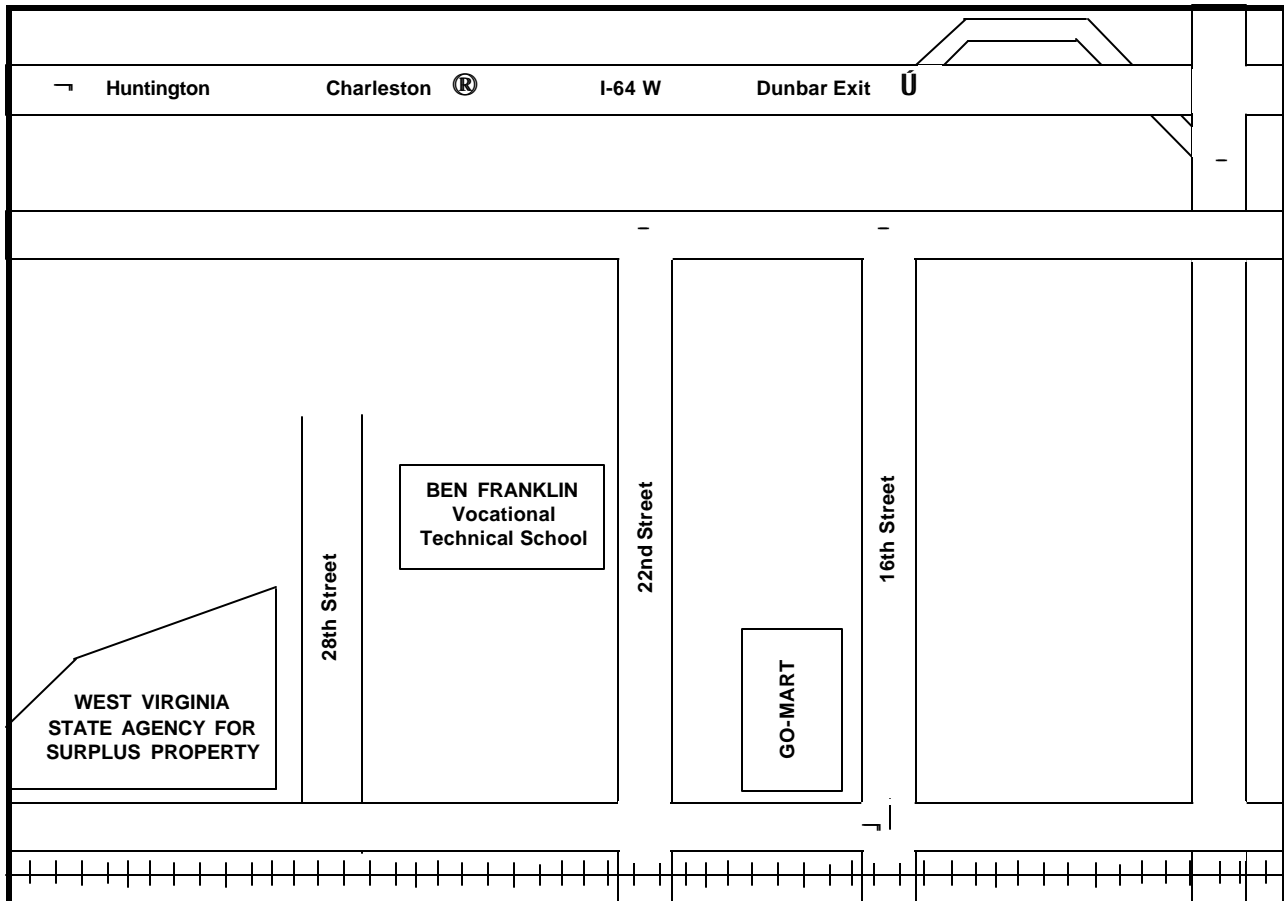 ¬ Huntington Charleston ® I-64 W Dunbar Exit Ú
BEN FRANKLIN
Vocational
Technical School
28th Street
22nd Street
16th Street
GO-MART
WEST VIRGINIA
STATE AGENCY FOR
SURPLUS PROPERTY